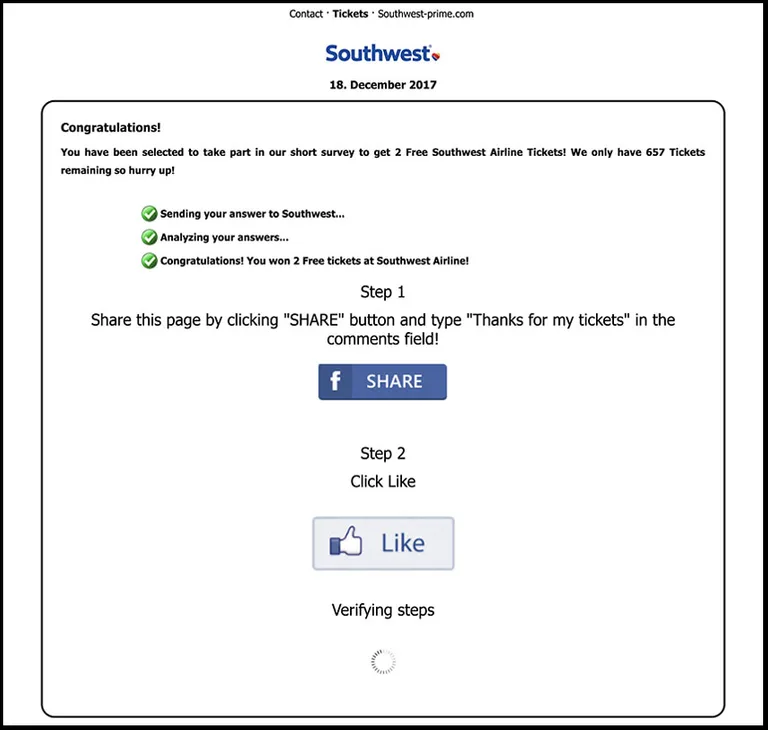 Contact · Tickets · Southwest-prime.com
Southwest
18. December 2017
Congratulations!
You have been selected to take part in our short survey to get 2 Free Southwest Airline Tickets! We only have 657 Tickets
remaining so hurry up!
Sending your answer to Southwest...
Analyzing your answers...
Congratulations! You won 2 Free tickets at Southwest Airline!
Step 1
Share this page by clicking "SHARE" button and type "Thanks for my tickets" in the
comments field!
f SHARE
Step 2
Click Like
Like
Verifying steps